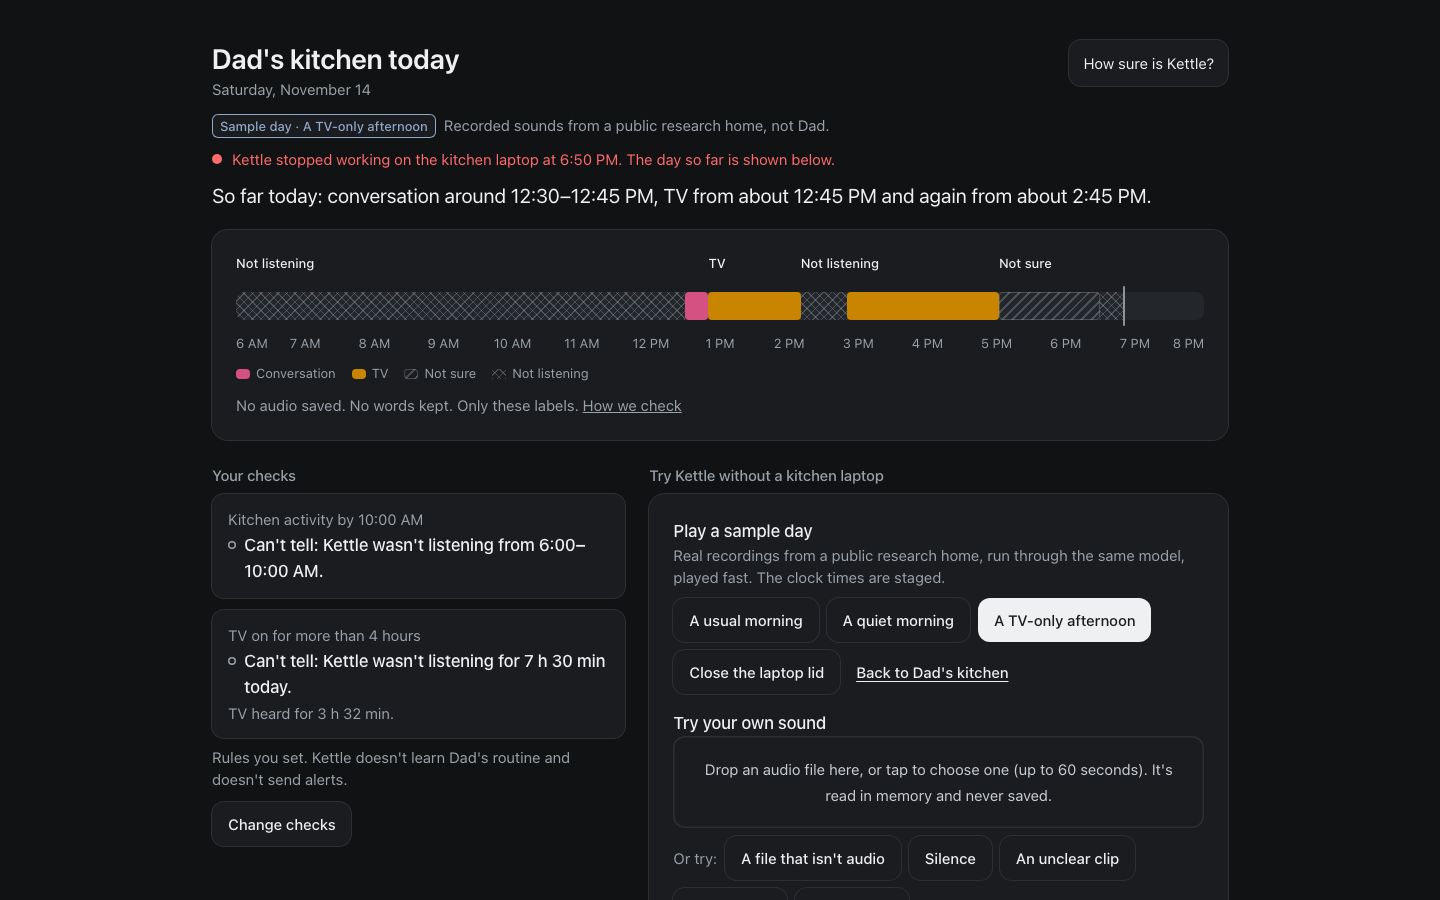 Dad's kitchen today
How sure is Kettle?
Saturday, November 14
Sample day · A TV-only afternoon
Recorded sounds from a public research home, not Dad.
Kettle stopped working on the kitchen laptop at 6:50 PM. The day so far is shown below.
So far today: conversation around 12:30–12:45 PM, TV from about 12:45 PM and again from about 2:45 PM.
Not listening TV Not listening Not sure
6 AM 7 AM 8 AM 9 AM 10 AM 11 AM 12 PM 1 PM 2 PM 3 PM 4 PM 5 PM 6 PM 7 PM 8 PM
Conversation TV Not sure Not listening
No audio saved. No words kept. Only these labels. How we check
Your checks
Kitchen activity by 10:00 AM
Can't tell: Kettle wasn't listening from 6:00–
10:00 AM.
TV on for more than 4 hours
Can't tell: Kettle wasn't listening for 7 h 30 min
today.
TV heard for 3 h 32 min.
Rules you set. Kettle doesn't learn Dad's routine and
doesn't send alerts.
Change checks
Try Kettle without a kitchen laptop
Play a sample day
Real recordings from a public research home, run through the same model,
played fast. The clock times are staged.
A usual morning
A quiet morning
A TV-only afternoon
Close the laptop lid
Back to Dad's kitchen
Try your own sound
Drop an audio file here, or tap to choose one (up to 60 seconds). It's
read in memory and never saved.
Or try:
A file that isn't audio
Silence
An unclear clip